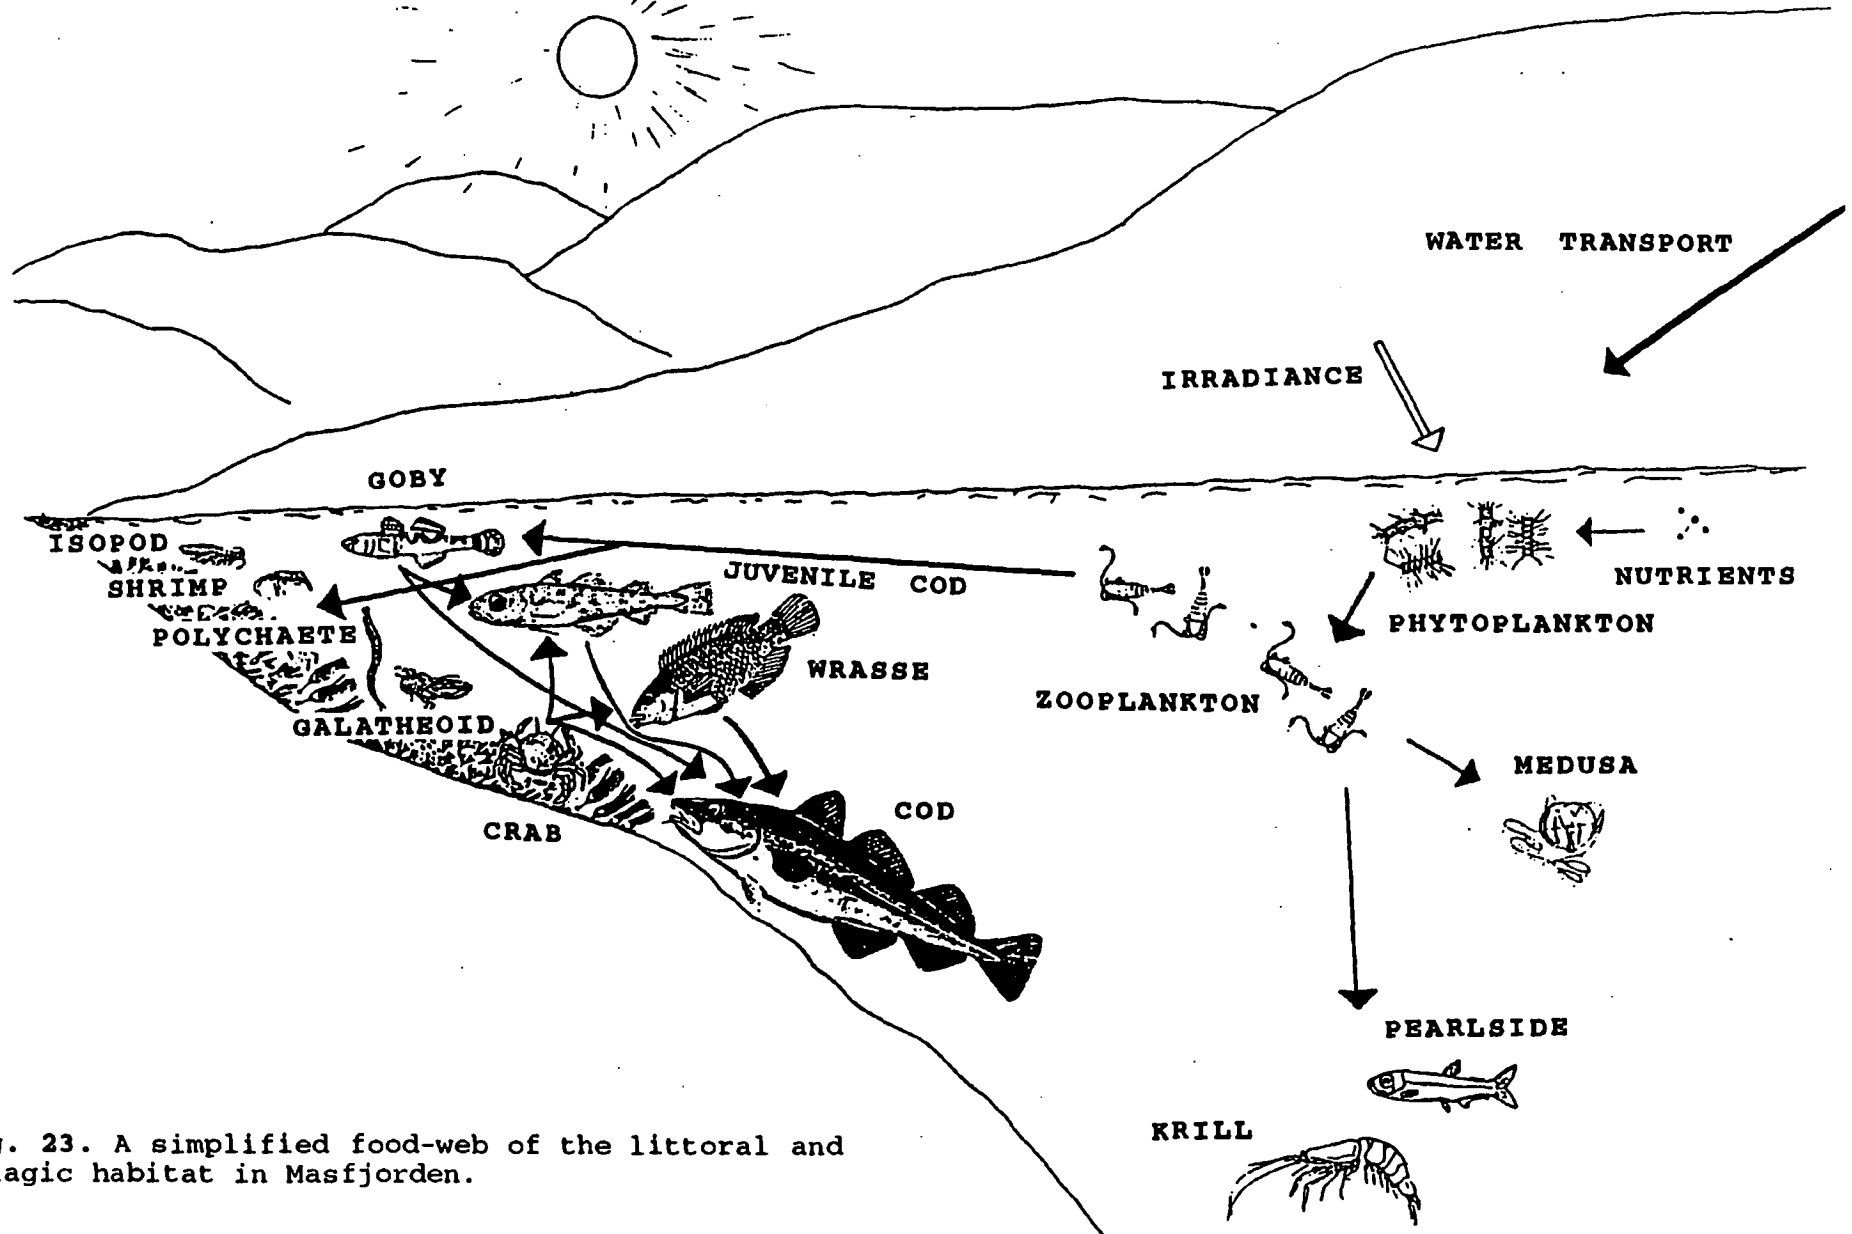 WATER TRANSPORT
IRRADIANCE
GOBY
ISOPOD
SHRIMP
JUVENILE COD
NUTRIENTS
POLYCHAETE
PHYTOPLANKTON
WRASSE
ZOOPLANKTON
GALATHEOID
MEDUSA
COD
CRAB
PEARLSIDE
KRILL
. 23. A simplified food-web of the littoral and
agic habitat in Masfjorden.